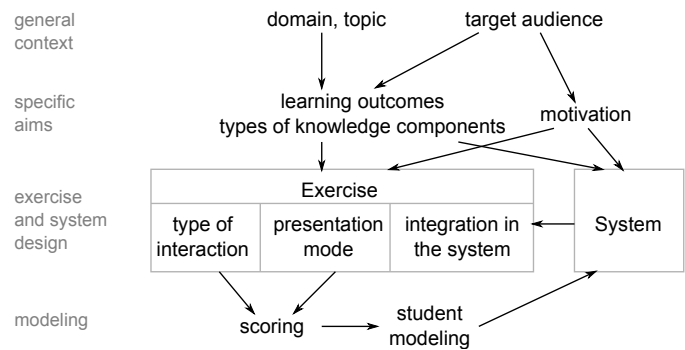 general
context
domain, topic
target audience
specific
aims
learning outcomes
types of knowledge components
motivation
exercise
and system
design
Exercise
type of
interaction
presentation
mode
integration in
the system
System
modeling
scoring
student
modeling